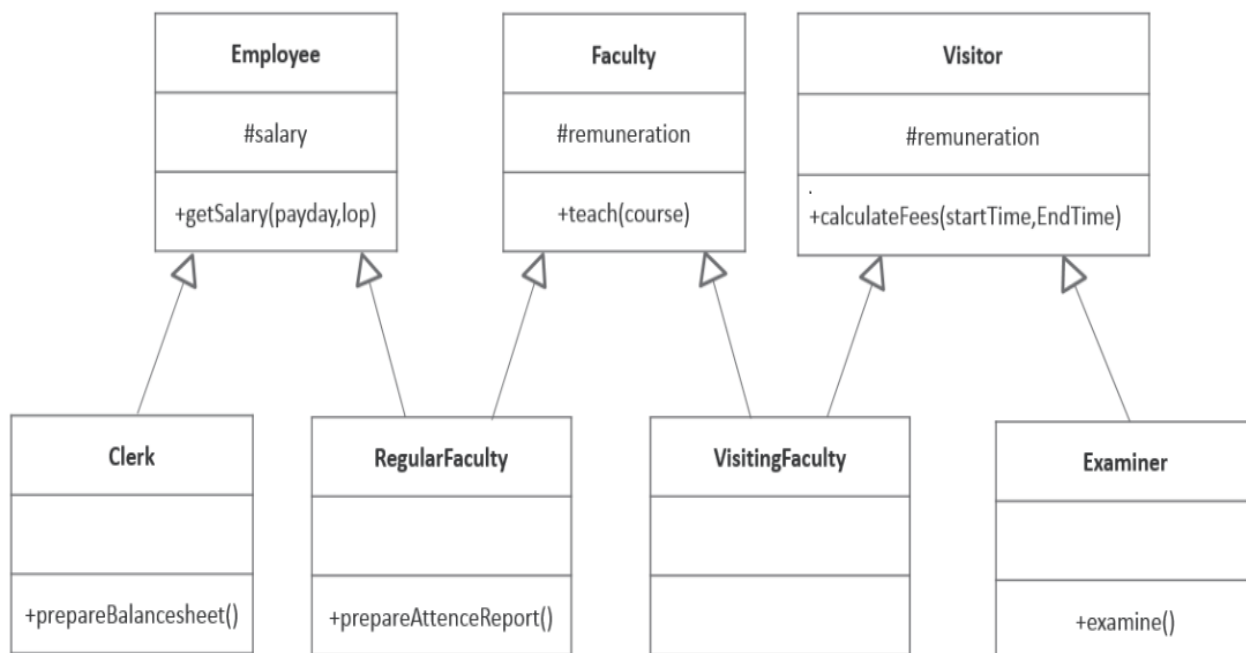 Employee
#salary
+getSalary(payday,lop)
Faculty
#remuneration
+teach(course)
Visitor
#remuneration
+calculateFees(startTime,EndTime)
Clerk
+prepareBalancesheet()
RegularFaculty
+prepareAttenceReport()
VisitingFaculty
Examiner
+examine()